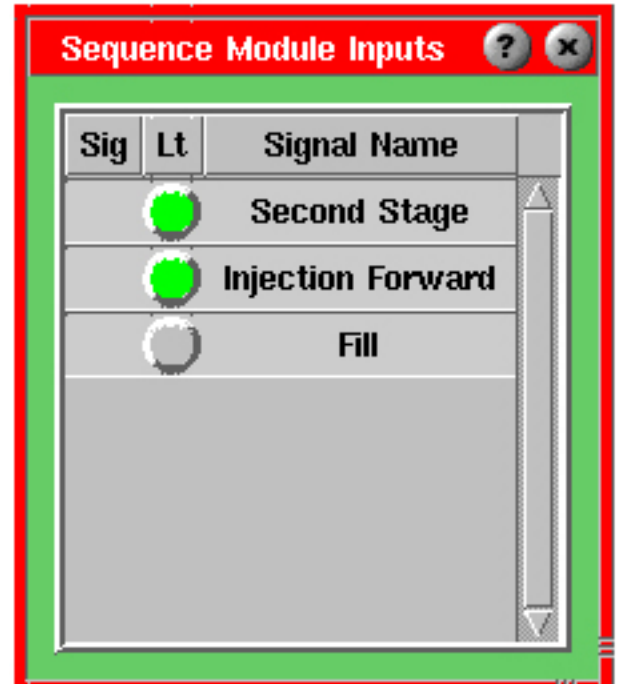 Sequence Module Inputs ? x
Sig Lt Signal Name
Second Stage
Injection Forward
Fill